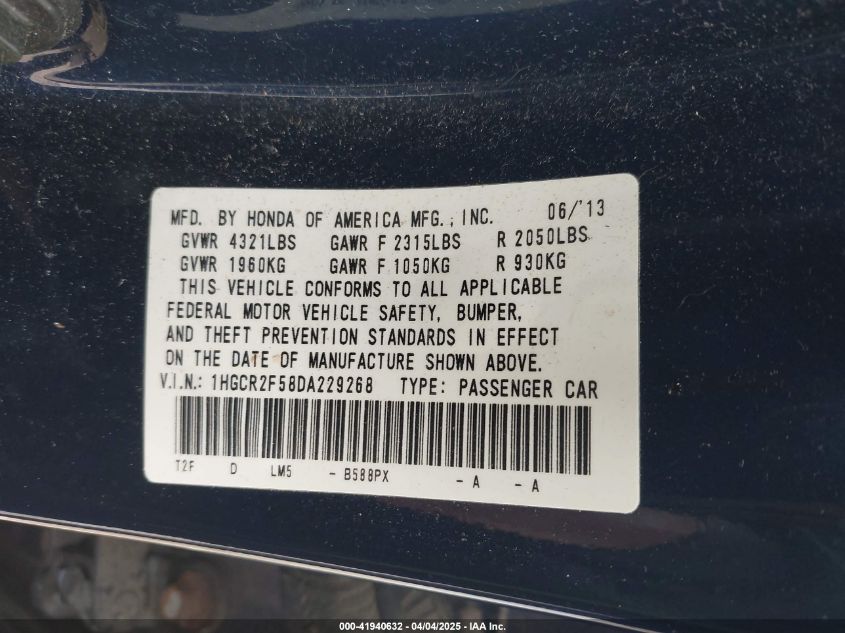 MFD. BY HONDA OF AMERICA MFG., INC. 06/'13
GVWR 4321LBS GAWR F 2315LBS R 2050LBS
GVWR 1960KG GAWR F 1050KG R 930KG
THIS VEHICLE CONFORMS TO ALL APPLICABLE
FEDERAL MOTOR VEHICLE SAFETY, BUMPER,
AND THEFT PREVENTION STANDARDS IN EFFECT
ON THE DATE OF MANUFACTURE SHOWN ABOVE.
V.I.N.: 1HGCR2F58DA229268 TYPE: PASSENGER CAR
T2F D LM5 - B588PX - A - A
000-41940632 - 04/04/2025 - IAA Inc.